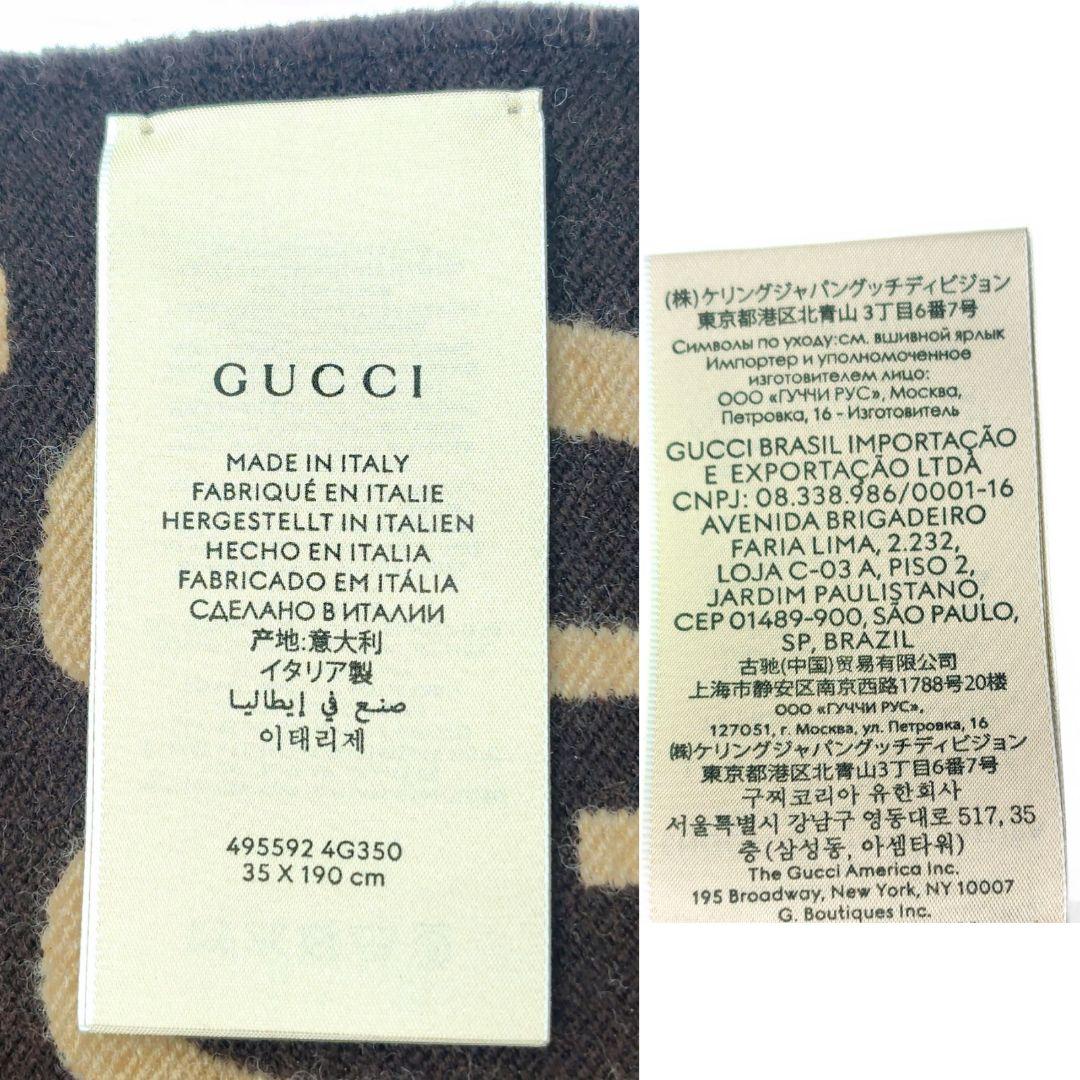 GUCCI
MADE IN ITALY
FABRIQUÉ EN ITALIE
HERGESTELLT IN ITALIEN
HECHO EN ITALIA
FABRICADO EM ITÁLIA
СДЕЛАНО В ИТАЛИИ
产地:意大利
イタリア製
صنع في إيطاليا
이태리제
495592 4G350
35 X 190 cm
(株)ケリングジャパングッチディビジョン
東京都港区北青山 3丁目6番7号
Символы по уходу:см. вшивной ярлык
Импортер и уполномоченное
изготовителем лицо:
ООО «ГУЧЧИ РУС», Москва,
Петровка, 16 - Изготовитель
GUCCI BRASIL IMPORTAÇÃO
E EXPORTAÇÃO LTDA
CNPJ: 08.338.986/0001-16
AVENIDA BRIGADEIRO
FARIA LIMA, 2.232,
LOJA C-03 A, PISO 2,
JARDIM PAULISTANO,
CEP 01489-900, SÃO PAULO,
SP, BRAZIL
古驰(中国)贸易有限公司
上海市静安区南京西路1788号20楼
ООО «ГУЧЧИ РУС»,
127051, г. Москва, ул. Петровка, 16
㈱ケリングジャパングッチディビジョン
東京都港区北青山3丁目6番7号
구찌코리아 유한회사
서울특별시 강남구 영동대로 517, 35
층(삼성동, 아셈타워)
The Gucci America Inc.
195 Broadway, New York, NY 10007
G. Boutiques Inc.